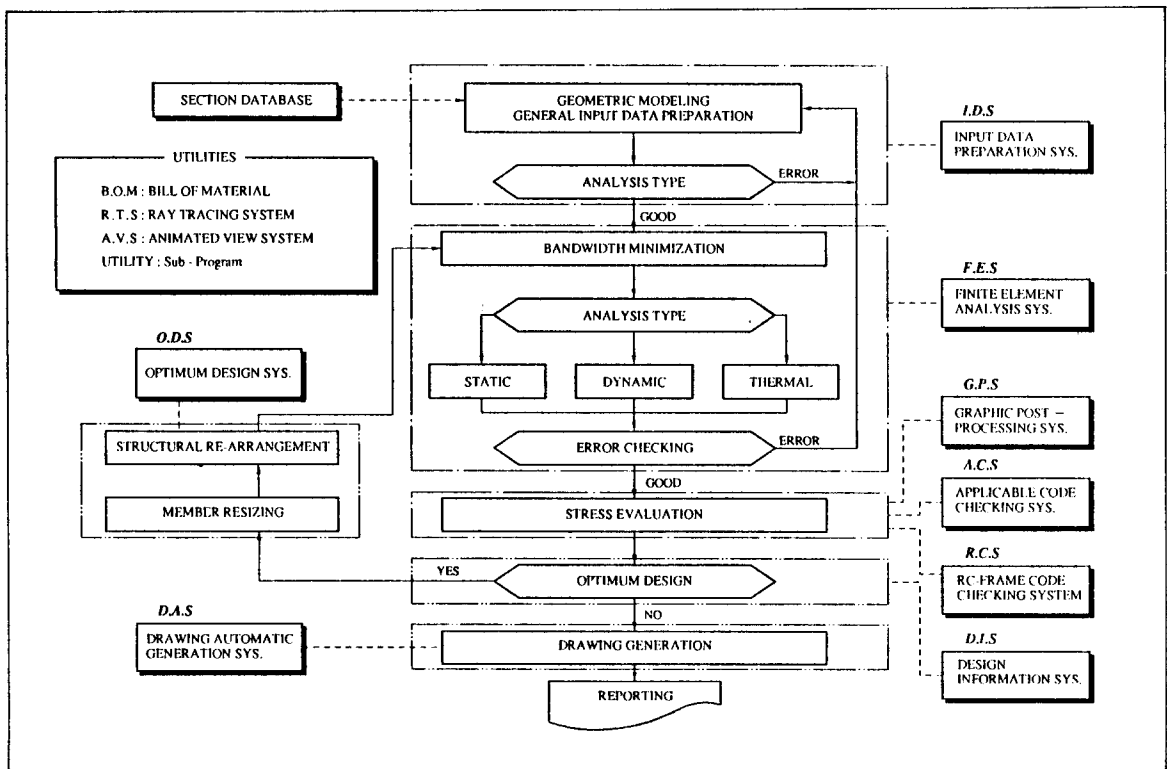 SECTION DATABASE
GEOMETRIC MODELING
GENERAL INPUT DATA PREPARATION
I.D.S
INPUT DATA
PREPARATION SYS.
UTILITIES
B.O.M : BILL OF MATERIAL
R.T.S : RAY TRACING SYSTEM
A.V.S : ANIMATED VIEW SYSTEM
UTILITY : Sub - Program
ANALYSIS TYPE
ERROR
GOOD
BANDWIDTH MINIMIZATION
F.E.S
FINITE ELEMENT
ANALYSIS SYS.
ANALYSIS TYPE
O.D.S
OPTIMUM DESIGN SYS.
STATIC
DYNAMIC
THERMAL
G.P.S
GRAPHIC POST -
PROCESSING SYS.
STRUCTURAL RE-ARRANGEMENT
ERROR CHECKING
ERROR
GOOD
A.C.S
APPLICABLE CODE
CHECKING SYS.
MEMBER RESIZING
STRESS EVALUATION
R.C.S
RC-FRAME CODE
CHECKING SYSTEM
YES
OPTIMUM DESIGN
NO
D.A.S
DRAWING AUTOMATIC
GENERATION SYS.
DRAWING GENERATION
D.I.S
DESIGN
INFORMATION SYS.
REPORTING